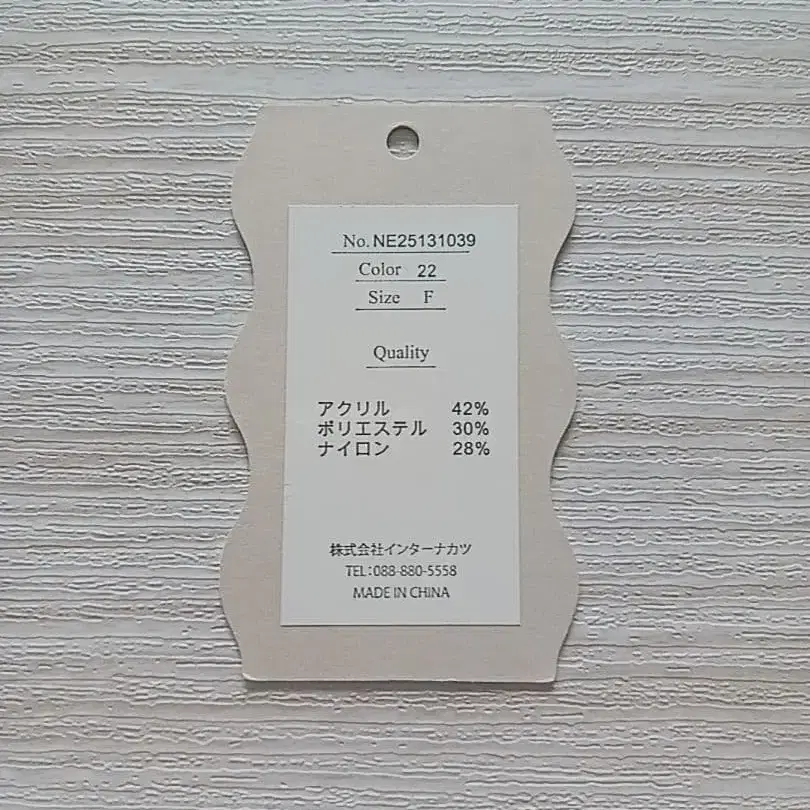 No. NE25131039
Color 22
Size F
Quality
アクリル 42%
ポリエステル 30%
ナイロン 28%
株式会社インターナカツ
TEL:088-880-5558
MADE IN CHINA